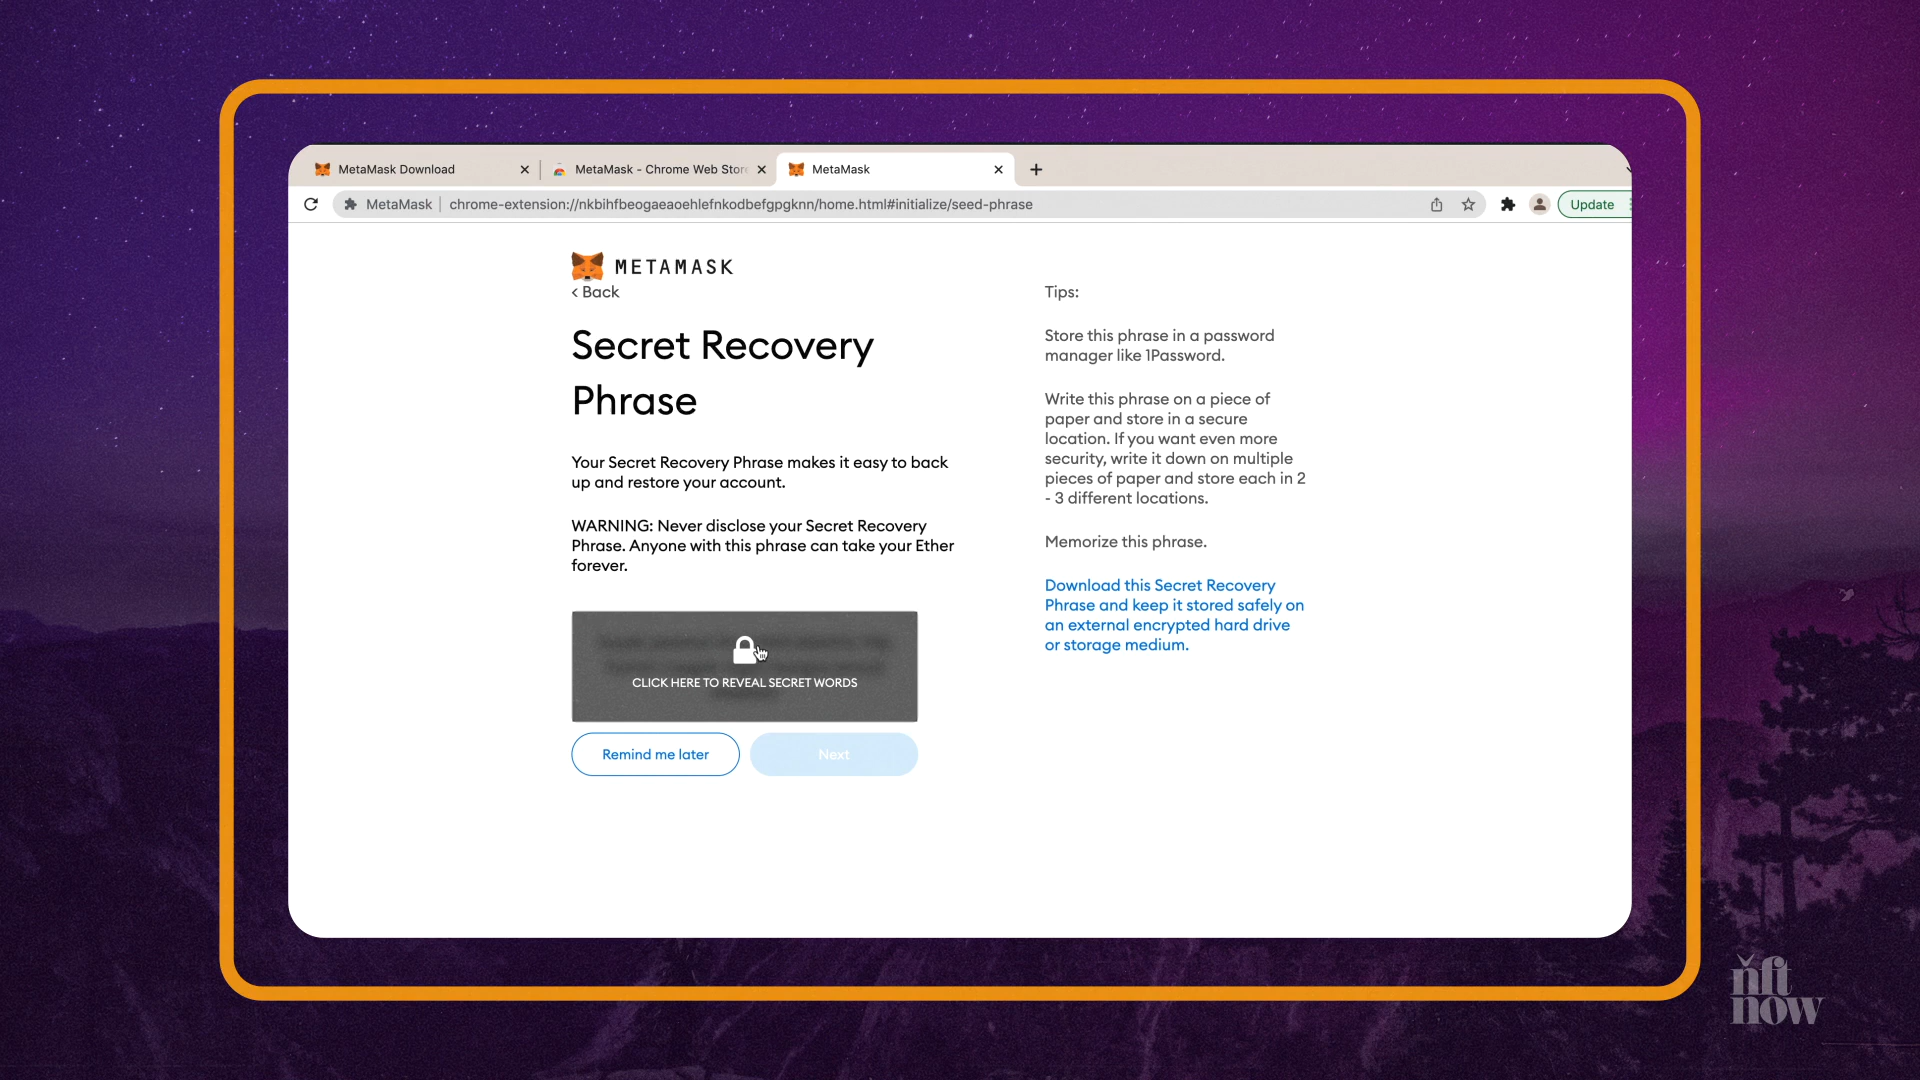 MetaMask Download
MetaMask - Chrome Web Store
MetaMask
MetaMask
chrome-extension://nkbihfbeogaeaoehlefnkodbefgpgknn/home.html#initialize/seed-phrase
Update
METAMASK
< Back
Secret Recovery
Phrase
Your Secret Recovery Phrase makes it easy to back
up and restore your account.
WARNING: Never disclose your Secret Recovery
Phrase. Anyone with this phrase can take your Ether
forever.
CLICK HERE TO REVEAL SECRET WORDS
Remind me later
Next
Tips:
Store this phrase in a password
manager like 1Password.
Write this phrase on a piece of
paper and store in a secure
location. If you want even more
security, write it down on multiple
pieces of paper and store each in 2
- 3 different locations.
Memorize this phrase.
Download this Secret Recovery
Phrase and keep it stored safely on
an external encrypted hard drive
or storage medium.
nft
now